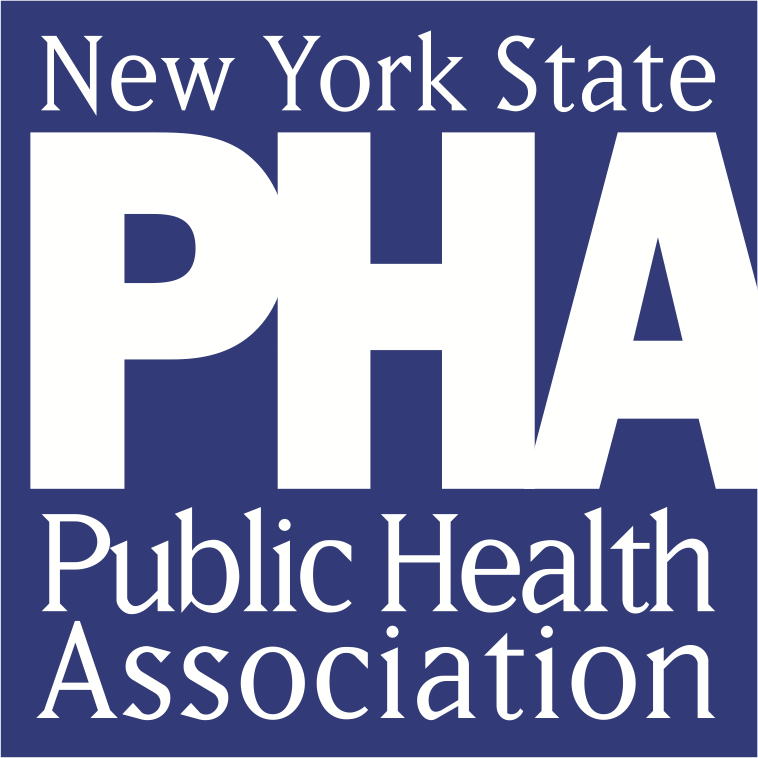 New York State
PHA
Public Health
Association